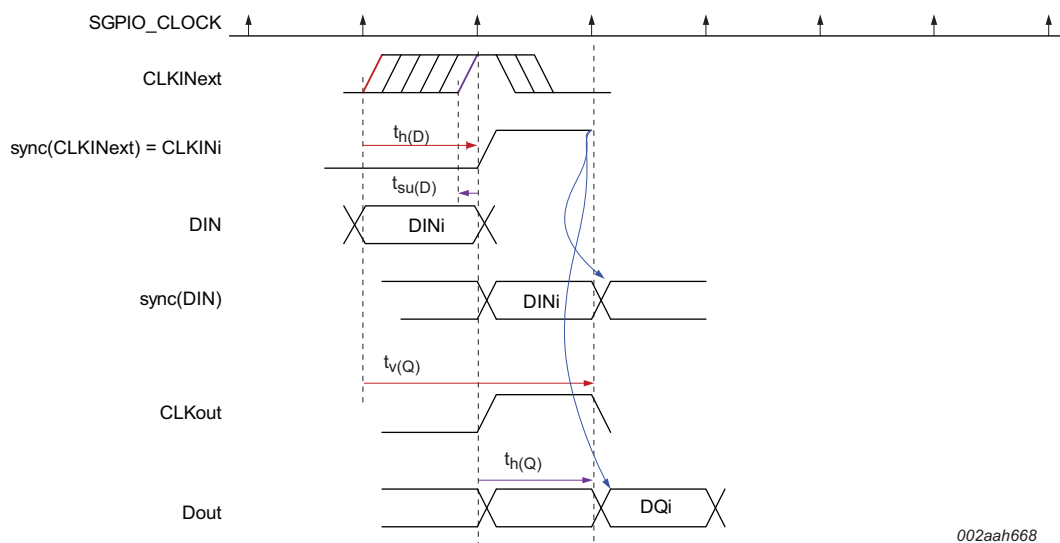 SGPIO_CLOCK
CLKINext
sync(CLKINext) = CLKINi
th(D)
tsu(D)
DIN
DINi
sync(DIN)
DINi
tv(Q)
CLKout
th(Q)
Dout
DQi
002aah668